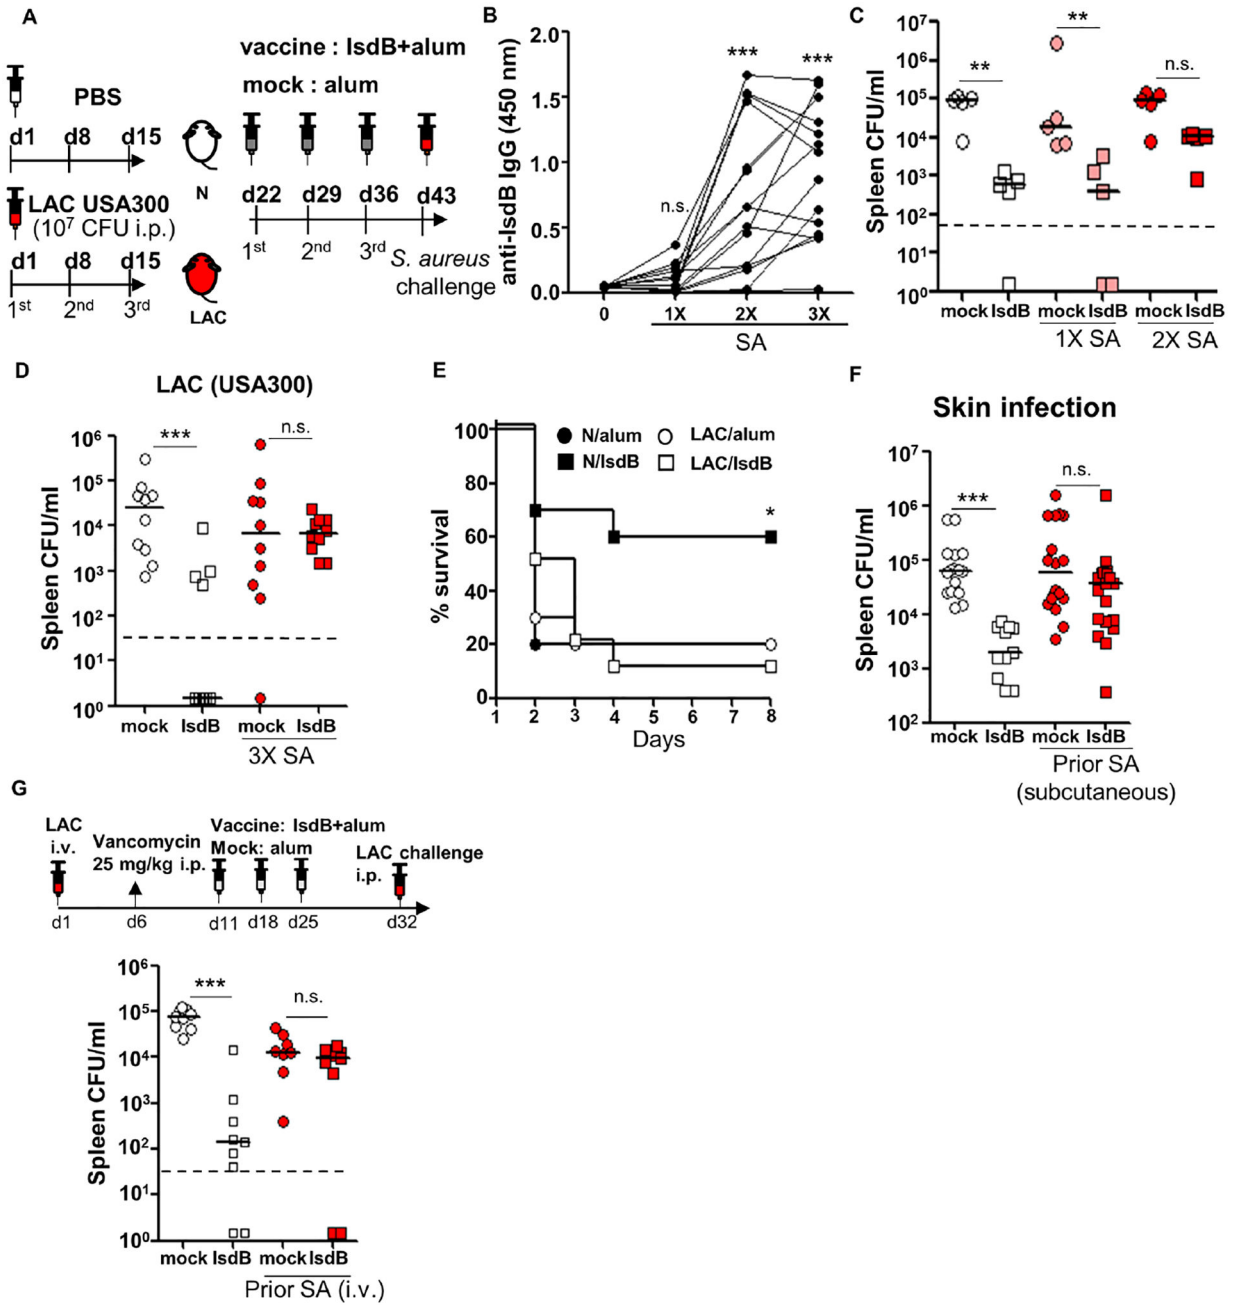 A
vaccine : IsdB+alum
mock : alum
PBS
d1 d8 d15
N
d22 d29 d36 d43
1st 2nd 3rd
S. aureus
challenge
LAC USA300
(10⁷ CFU i.p.)
d1 d8 d15
1st 2nd 3rd
LAC
B
anti-IsdB IgG (450 nm)
2.0
1.5
1.0
0.5
0.0
n.s.
***
***
0 1X 2X 3X
SA
C
Spleen CFU/ml
10⁷
10⁶
10⁵
10⁴
10³
10²
10¹
10⁰
**
**
n.s.
mock IsdB mock IsdB mock IsdB
1X SA 2X SA
D
LAC (USA300)
Spleen CFU/ml
10⁶
10⁵
10⁴
10³
10²
10¹
10⁰
***
n.s.
mock IsdB mock IsdB
3X SA
E
% survival
100
80
60
40
20
0
N/alum LAC/alum
N/IsdB LAC/IsdB
*
1 2 3 4 5 6 7 8
Days
F
Skin infection
Spleen CFU/ml
10⁷
10⁶
10⁵
10⁴
10³
10²
***
n.s.
mock IsdB mock IsdB
Prior SA
(subcutaneous)
G
LAC
i.v.
Vancomycin
25 mg/kg i.p.
Vaccine: IsdB+alum
Mock: alum
LAC challenge
i.p.
d1 d6 d11 d18 d25 d32
Spleen CFU/ml
10⁶
10⁵
10⁴
10³
10²
10¹
10⁰
***
n.s.
mock IsdB mock IsdB
Prior SA (i.v.)